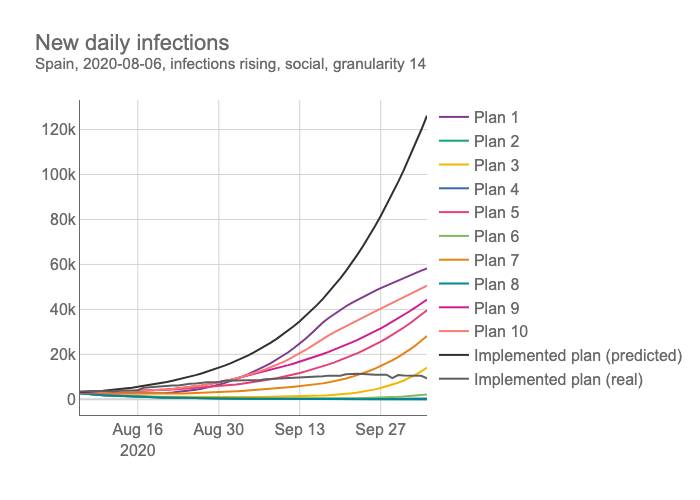 New daily infections
Spain, 2020-08-06, infections rising, social, granularity 14
120k
100k
80k
60k
40k
20k
0
Aug 16
2020
Aug 30
Sep 13
Sep 27
Plan 1
Plan 2
Plan 3
Plan 4
Plan 5
Plan 6
Plan 7
Plan 8
Plan 9
Plan 10
Implemented plan (predicted)
Implemented plan (real)